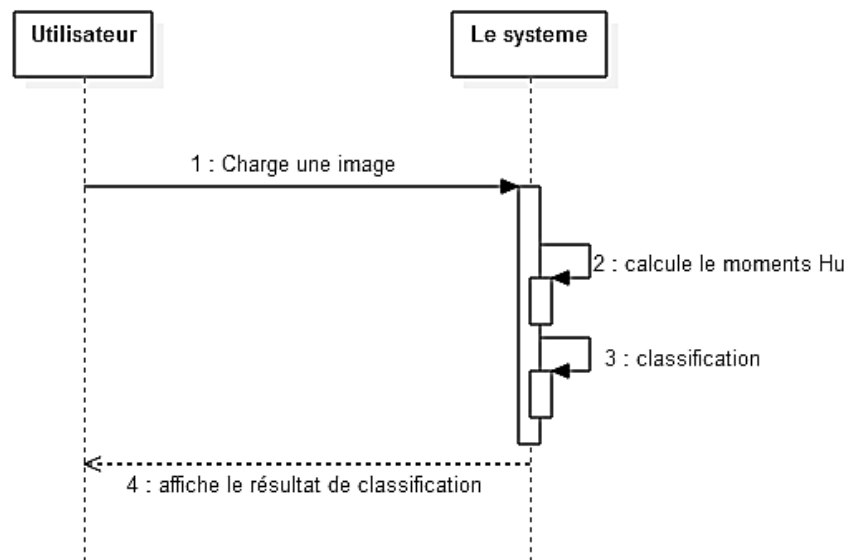 Utilisateur
Le systeme
1 : Charge une image
2 : calcule le moments Hu
3 : classification
4 : affiche le résultat de classification